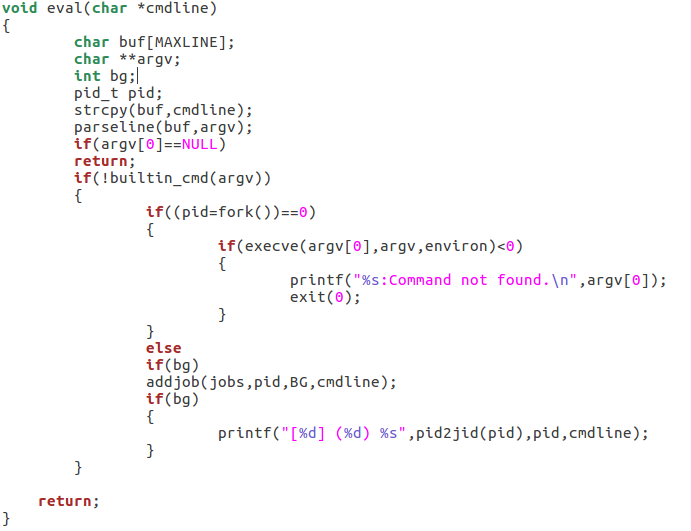 void eval(char *cmdline)
{
        char buf[MAXLINE];
        char **argv;
        int bg;
        pid_t pid;
        strcpy(buf,cmdline);
        parseline(buf,argv);
        if(argv[0]==NULL)
        return;
        if(!builtin_cmd(argv))
        {
                if((pid=fork())==0)
                {
                        if(execve(argv[0],argv,environ)<0)
                        {
                                printf("%s:Command not found.\n",argv[0]);
                                exit(0);
                        }
                }
                else
                if(bg)
                addjob(jobs,pid,BG,cmdline);
                if(bg)
                {
                        printf("[%d] (%d) %s",pid2jid(pid),pid,cmdline);
                }
        }

    return;
}